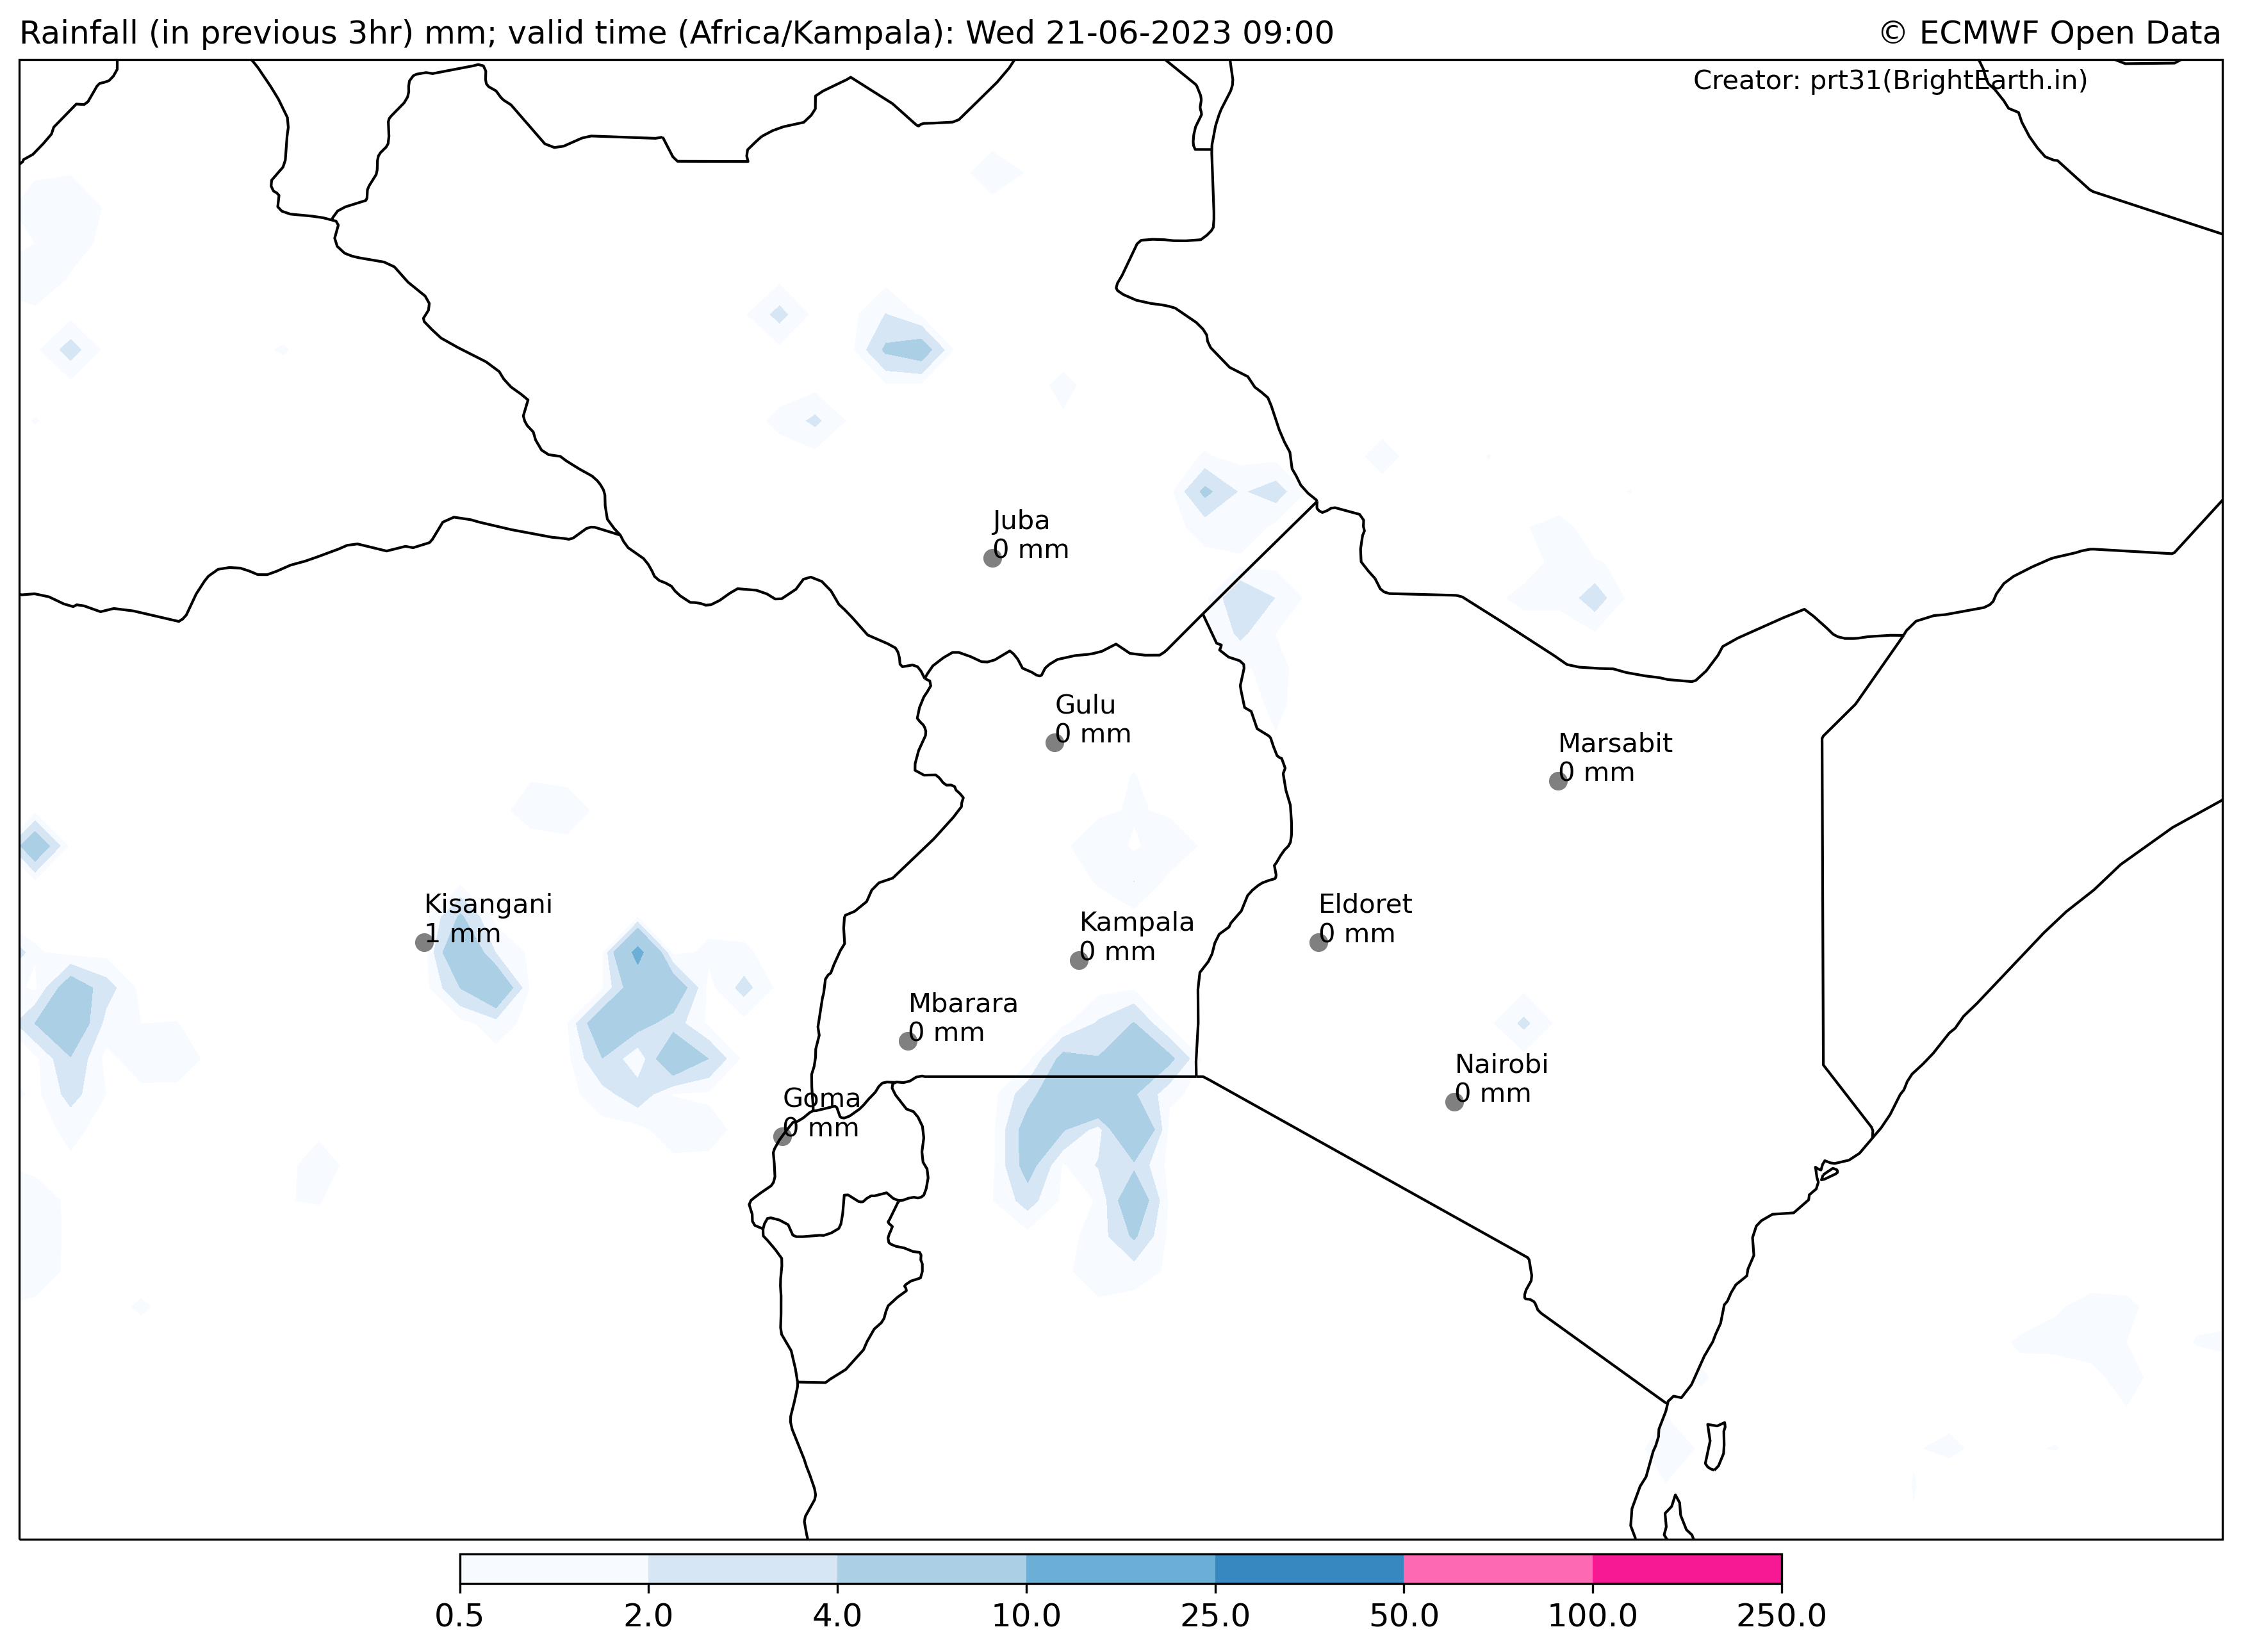 Rainfall (in previous 3hr) mm; valid time (Africa/Kampala): Wed 21-06-2023 09:00
© ECMWF Open Data
Creator: prt31(BrightEarth.in)
Juba
0 mm
Gulu
0 mm
Marsabit
0 mm
Kisangani
1 mm
Kampala
0 mm
Eldoret
0 mm
Mbarara
0 mm
Nairobi
0 mm
Goma
0 mm
0.5 2.0 4.0 10.0 25.0 50.0 100.0 250.0